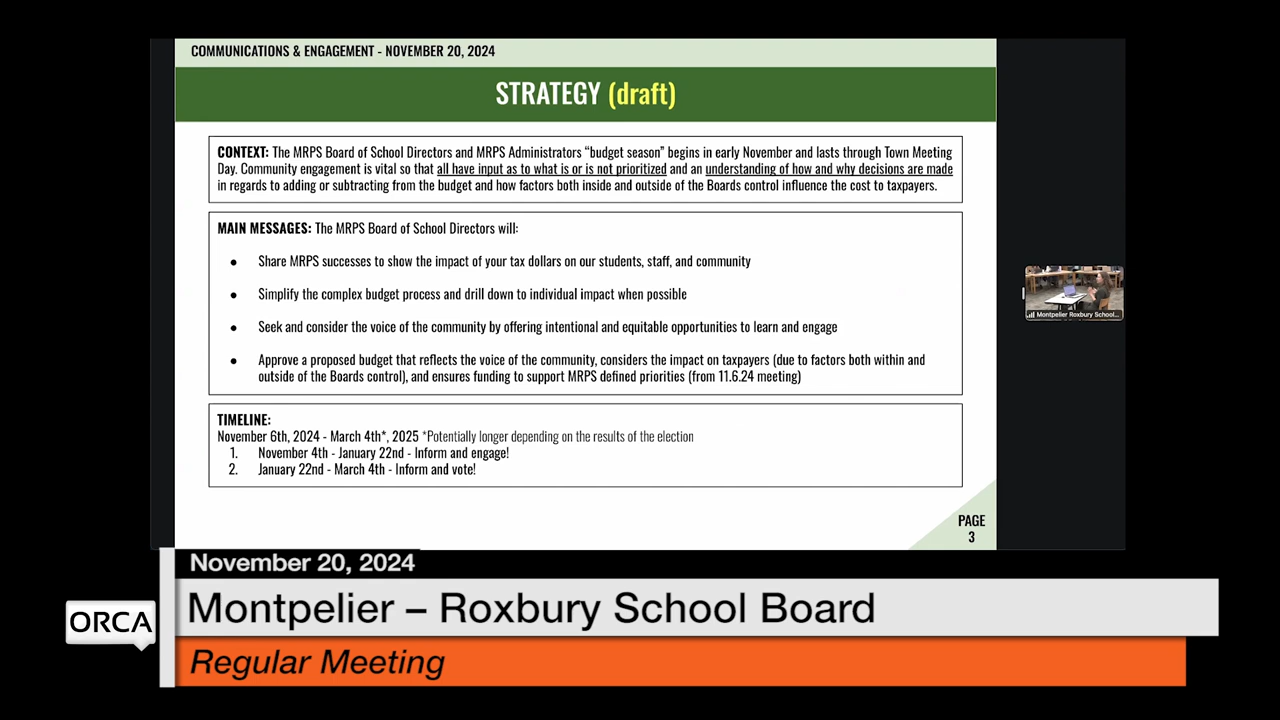 COMMUNICATIONS & ENGAGEMENT - NOVEMBER 20, 2024
STRATEGY (draft)
CONTEXT: The MRPS Board of School Directors and MRPS Administrators “budget season” begins in early November and lasts through Town Meeting
Day. Community engagement is vital so that all have input as to what is or is not prioritized and an understanding of how and why decisions are made
in regards to adding or subtracting from the budget and how factors both inside and outside of the Boards control influence the cost to taxpayers.
MAIN MESSAGES: The MRPS Board of School Directors will:
● Share MRPS successes to show the impact of your tax dollars on our students, staff, and community
● Simplify the complex budget process and drill down to individual impact when possible
● Seek and consider the voice of the community by offering intentional and equitable opportunities to learn and engage
● Approve a proposed budget that reflects the voice of the community, considers the impact on taxpayers (due to factors both within and
outside of the Boards control), and ensures funding to support MRPS defined priorities (from 11.6.24 meeting)
TIMELINE:
November 6th, 2024 - March 4th*, 2025 *Potentially longer depending on the results of the election
1. November 4th - January 22nd - Inform and engage!
2. January 22nd - March 4th - Inform and vote!
PAGE
3
Montpelier Roxbury School...
November 20, 2024
ORCA
Montpelier – Roxbury School Board
Regular Meeting